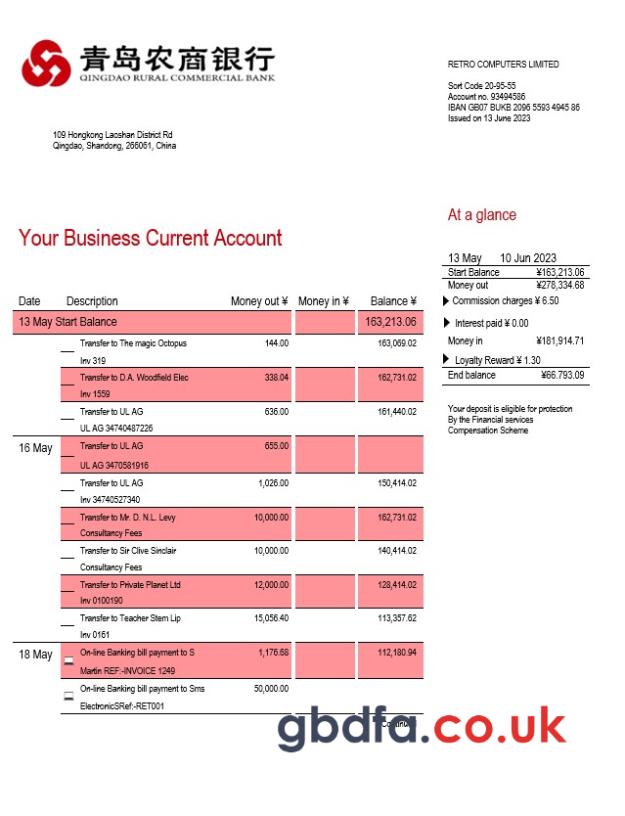 青岛农商银行
QINGDAO RURAL COMMERCIAL BANK
RETRO COMPUTERS LIMITED
Sort Code 20-95-55
Account no. 93494586
IBAN GB07 BUKB 2096 5593 4945 86
Issued on 13 June 2023
109 Hongkong Laoshan District Rd
Qingdao, Shandong, 266061, China
At a glance
Your Business Current Account
13 May 10 Jun 2023
Start Balance ¥163,213.06
Money out ¥278,334.68
Commission charges ¥ 6.50
Interest paid ¥ 0.00
Money in ¥181,914.71
Loyalty Reward ¥ 1.30
End balance ¥66.793.09
Your deposit is eligible for protection
By the Financial services
Compensation Scheme
Date Description Money out ¥ Money in ¥ Balance ¥
13 May Start Balance 163,213.06
Transfer to The magic Octopus 144.00 163,069.02
Inv 319
Transfer to D.A. Woodfield Elec 338.04 162,731.02
Inv 1559
Transfer to UL AG 636.00 161,440.02
UL AG 34740487226
16 May Transfer to UL AG 655.00
UL AG 3470581916
Transfer to UL AG 1,026.00 150,414.02
Inv 34740527340
Transfer to Mr. D. N.L. Levy 10,000.00 162,731.02
Consultancy Fees
Transfer to Sir Clive Sinclair 10,000.00 140,414.02
Consultancy Fees
Transfer to Private Planet Ltd 12,000.00 128,414.02
Inv 0100190
Transfer to Teacher Stem Lip 15,056.40 113,357.62
Inv 0161
18 May On-line Banking bill payment to S 1,176.68 112,180.94
Martin REF:-INVOICE 1249
On-line Banking bill payment to Sms 50,000.00
ElectronicSRef:-RET001
gbdfa.co.uk